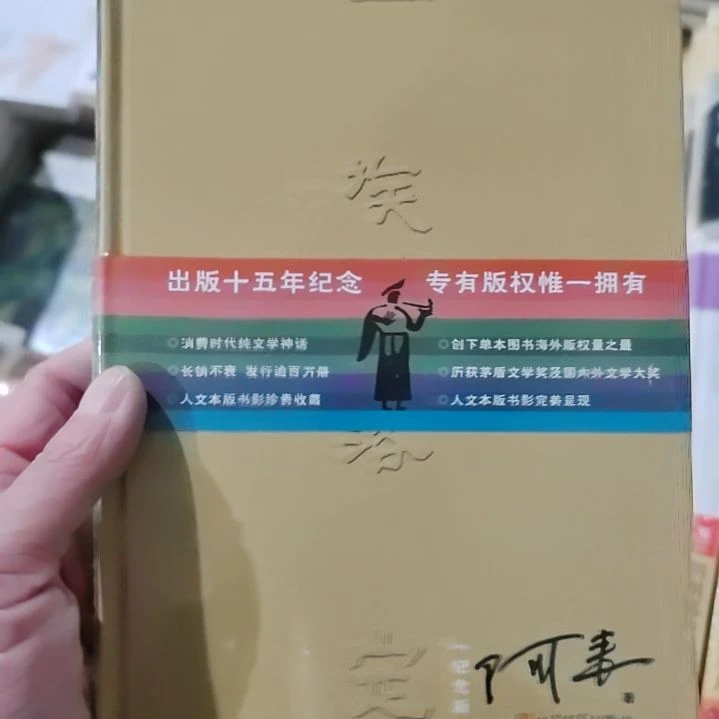 埃
出版十五年纪念 专有版权惟一拥有
◎消费时代纯文学神话 ◎创下单本图书海外版权量之最
◎长销不衰 发行逾百万册 ◎历获茅盾文学奖及国内外文学大奖
◎人文本版书影珍贵收藏 ◎人文本版书影完美呈现
落
定
纪念版
阿来
著